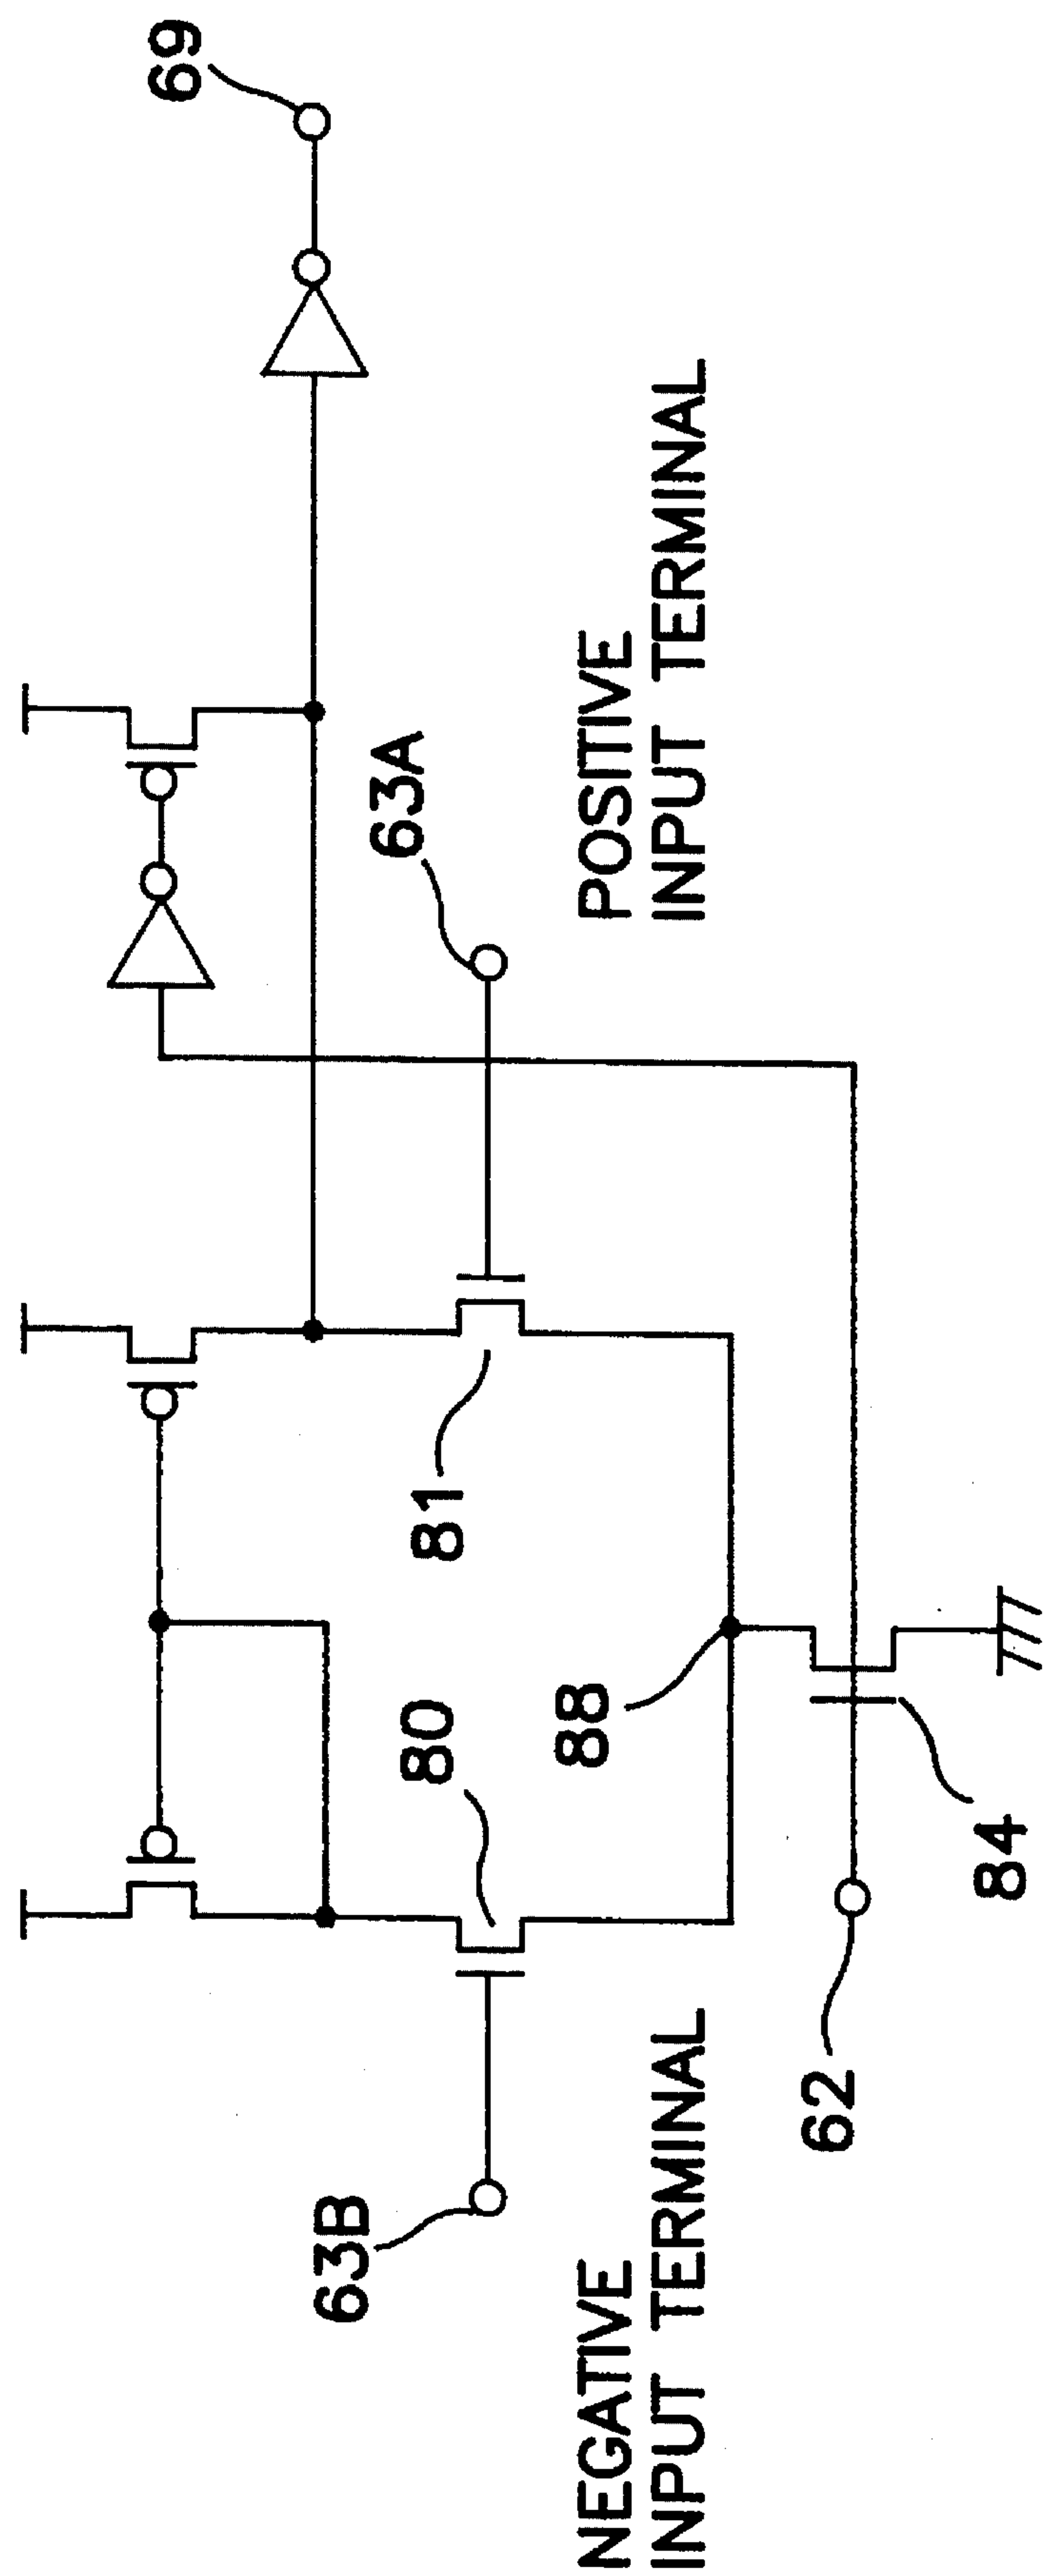 69
63A
POSITIVE
INPUT TERMINAL
81
80
88
84
63B
62
NEGATIVE
INPUT TERMINAL